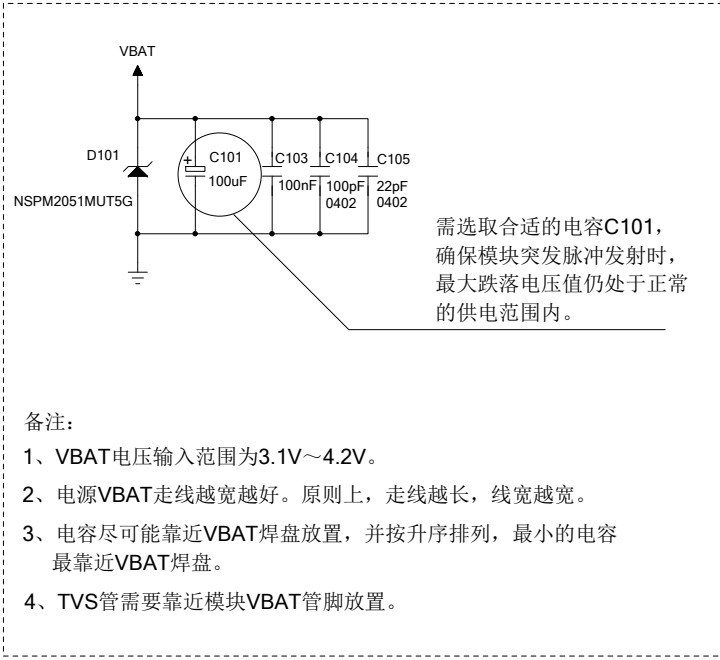 VBAT
D101
NSPM2051MUT5G
+
C101
100uF
C103
100nF
C104
100pF
0402
C105
22pF
0402
需选取合适的电容C101，
确保模块突发脉冲发射时，
最大跌落电压值仍处于正常
的供电范围内。
备注：
1、VBAT电压输入范围为3.1V～4.2V。
2、电源VBAT走线越宽越好。原则上，走线越长，线宽越宽。
3、电容尽可能靠近VBAT焊盘放置，并按升序排列，最小的电容
最靠近VBAT焊盘。
4、TVS管需要靠近模块VBAT管脚放置。